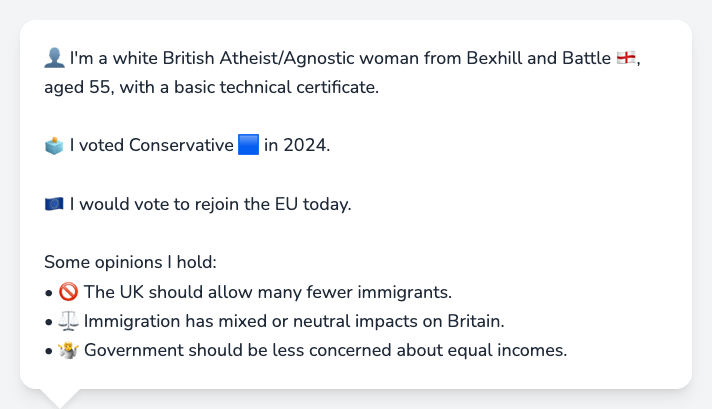 👤 I'm a white British Atheist/Agnostic woman from Bexhill and Battle 🏴󠁧󠁢󠁥󠁮󠁧󠁿,
aged 55, with a basic technical certificate.
🗳️ I voted Conservative 🟦 in 2024.
🇪🇺 I would vote to rejoin the EU today.
Some opinions I hold:
• 🚫 The UK should allow many fewer immigrants.
• ⚖️ Immigration has mixed or neutral impacts on Britain.
• 🤷 Government should be less concerned about equal incomes.